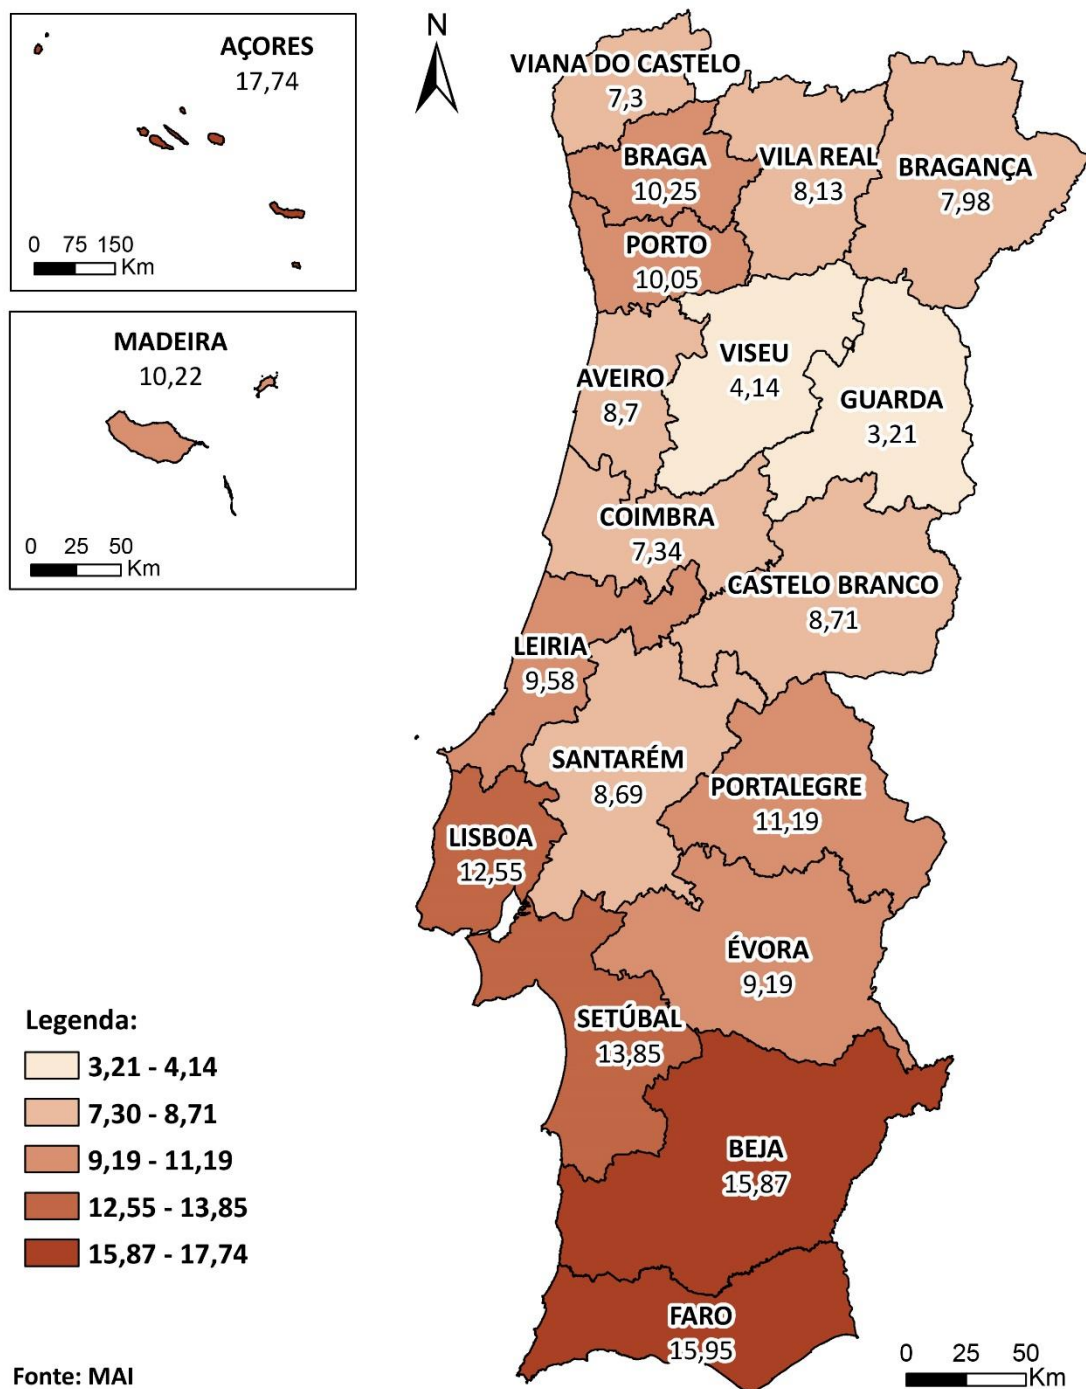 AÇORES
17,74
0 75 150
Km
MADEIRA
10,22
0 25 50
Km
N
VIANA DO CASTELO
7,3
BRAGA
10,25
VILA REAL
8,13
BRAGANÇA
7,98
PORTO
10,05
VISEU
4,14
AVEIRO
8,7
GUARDA
3,21
COIMBRA
7,34
CASTELO BRANCO
8,71
LEIRIA
9,58
SANTARÉM
8,69
PORTALEGRE
11,19
LISBOA
12,55
ÉVORA
9,19
SETÚBAL
13,85
BEJA
15,87
FARO
15,95
Legenda:
3,21 - 4,14
7,30 - 8,71
9,19 - 11,19
12,55 - 13,85
15,87 - 17,74
Fonte: MAI
0 25 50
Km